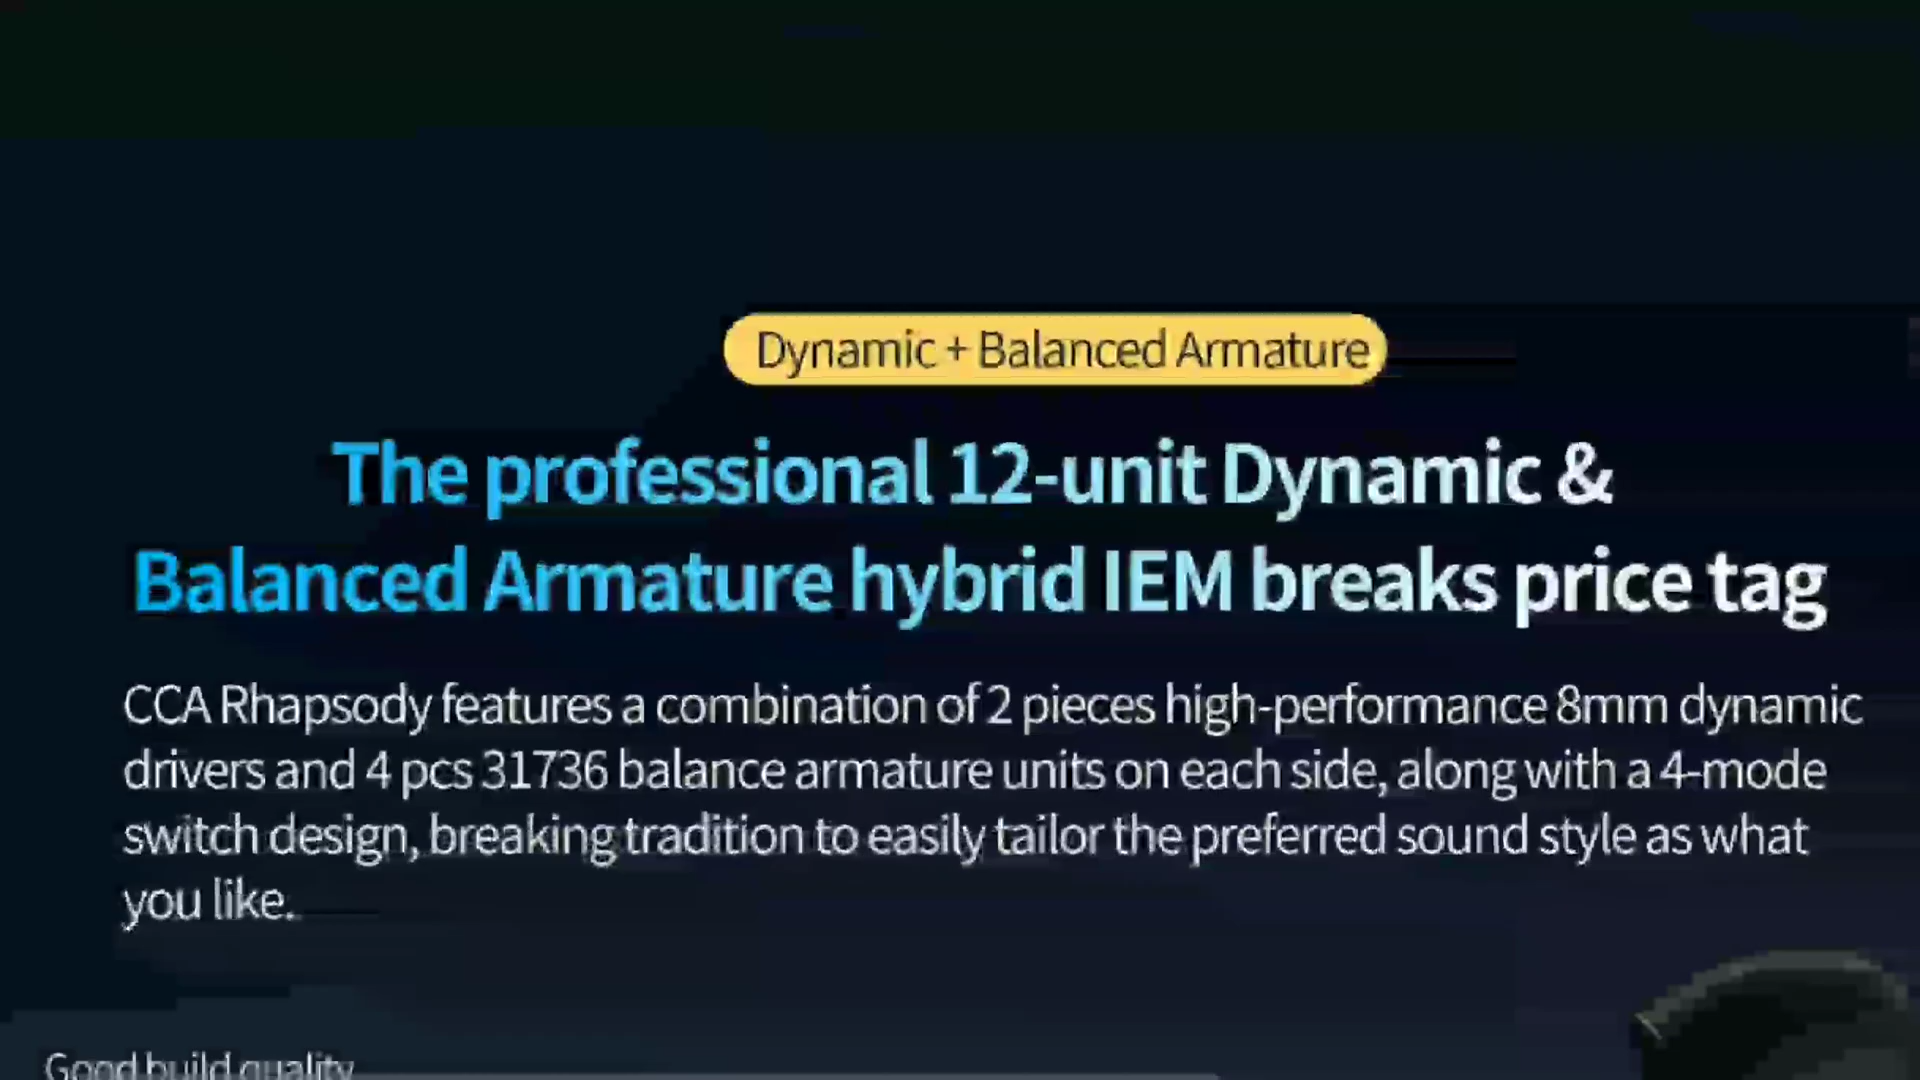 Dynamic + Balanced Armature
The professional 12-unit Dynamic &
Balanced Armature hybrid IEM breaks price tag
CCA Rhapsody features a combination of 2 pieces high-performance 8mm dynamic
drivers and 4 pcs 31736 balance armature units on each side, along with a 4-mode
switch design, breaking tradition to easily tailor the preferred sound style as what
you like.
Good build quality